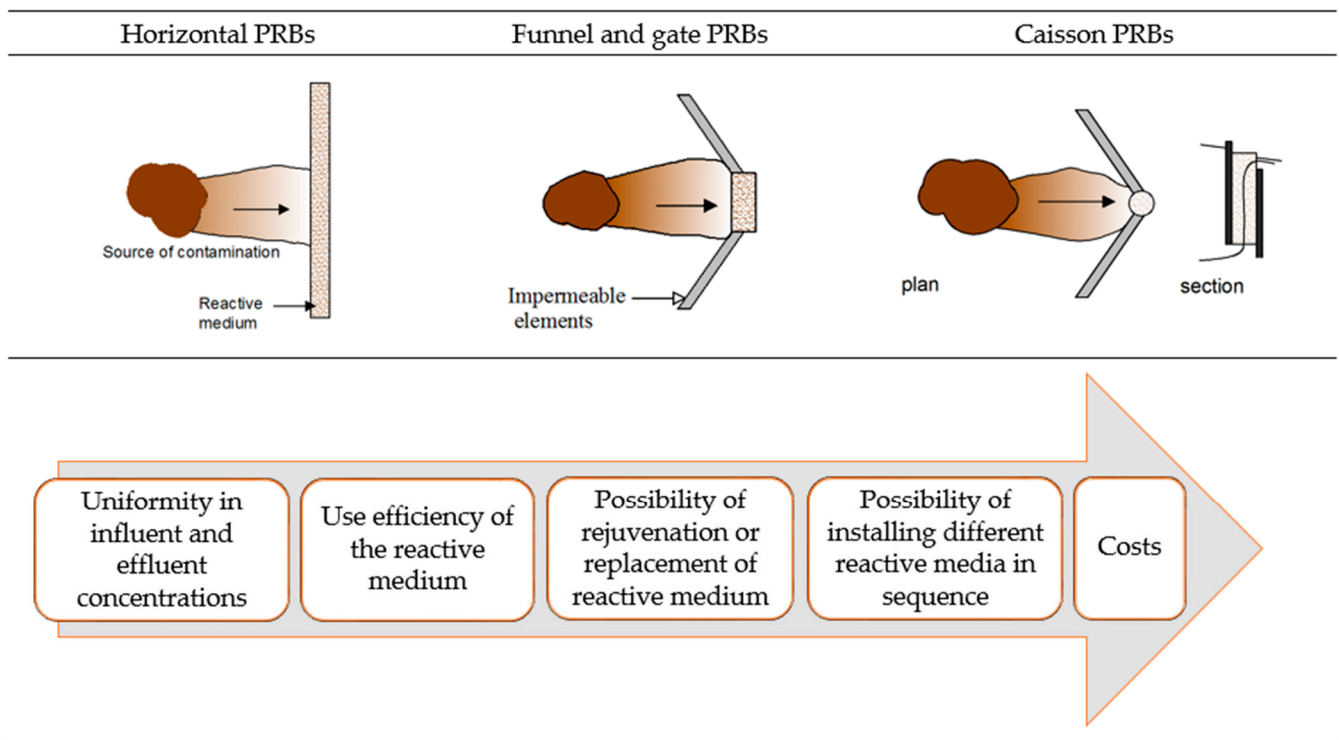 Horizontal PRBs
Funnel and gate PRBs
Caisson PRBs
Source of contamination
Reactive
medium
Impermeable
elements
plan
section
Uniformity in
influent and
effluent
concentrations
Use efficiency of
the reactive
medium
Possibility of
rejuvenation or
replacement of
reactive medium
Possibility of
installing different
reactive media in
sequence
Costs